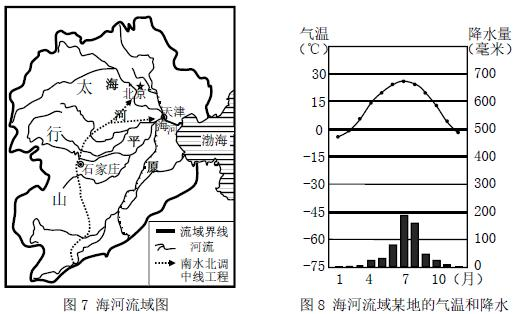 太
行
山
海
河
平
原
北京
天津
海河
渤海
石家庄
流域界线
河流
南水北调
中线工程
图 7 海河流域图
气温
(℃)
降水量
(毫米)
30
15
0
−15
−30
−45
−60
−75
700
600
500
400
300
200
100
0
1 4 7 10 (月)
图 8 海河流域某地的气温和降水